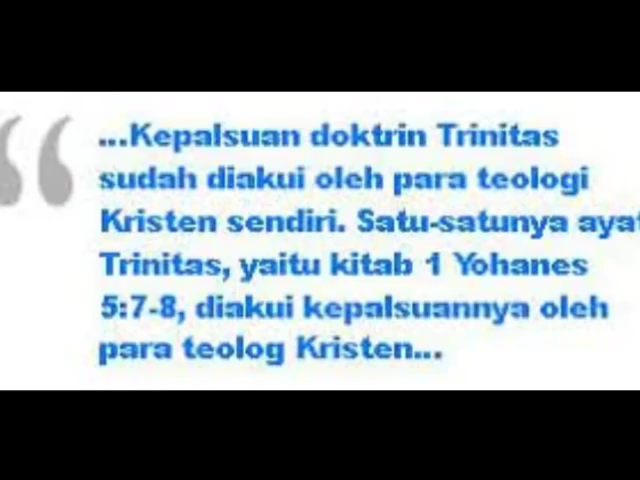 ...Kepalsuan doktrin Trinitas
sudah diakui oleh para teologi
Kristen sendiri. Satu-satunya ayat
Trinitas, yaitu kitab 1 Yohanes
5:7-8, diakui kepalsuannya oleh
para teolog Kristen...